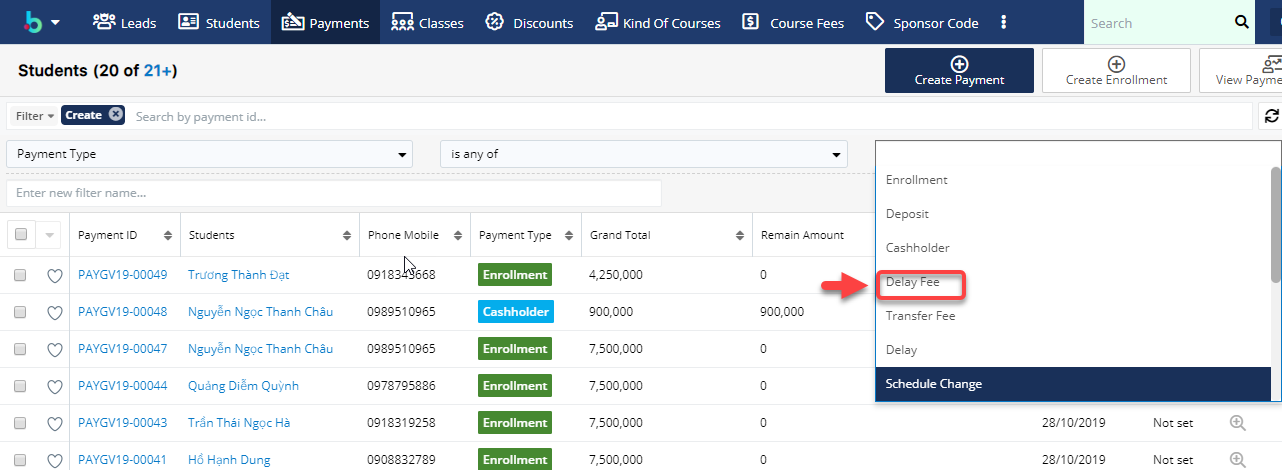 Leads Students Payments Classes Discounts Kind Of Courses Course Fees Sponsor Code Search
Students (20 of 21+) Create Payment Create Enrollment View Payme
Filter Create Search by payment id...
Payment Type is any of
Enter new filter name...
Enrollment
Deposit
Cashholder
Delay Fee
Transfer Fee
Delay
Schedule Change
Payment ID Students Phone Mobile Payment Type Grand Total Remain Amount
PAYGV19-00049 Trương Thành Đạt 0918343668 Enrollment 4,250,000 0
PAYGV19-00048 Nguyễn Ngọc Thanh Châu 0989510965 Cashholder 900,000 900,000
PAYGV19-00047 Nguyễn Ngọc Thanh Châu 0989510965 Enrollment 7,500,000 0
PAYGV19-00044 Quảng Diễm Quỳnh 0978795886 Enrollment 7,500,000 0
PAYGV19-00043 Trần Thái Ngọc Hà 0918319258 Enrollment 7,500,000 0 28/10/2019 Not set
PAYGV19-00041 Hồ Hạnh Dung 0908832789 Enrollment 7,500,000 0 28/10/2019 Not set